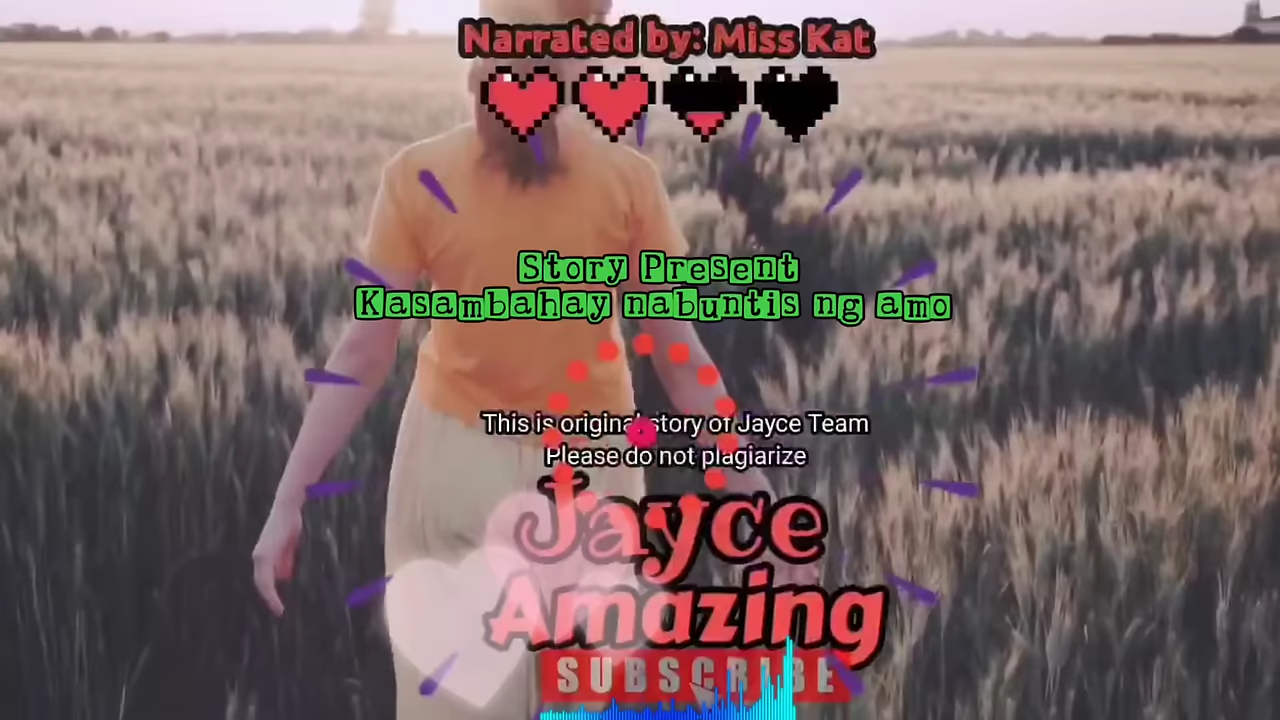 Narrated by: Miss Kat
Story Present
Kasambahay nabuntis ng amo
This is original story of Jayce Team
Please do not plagiarize
Jayce
Amazing
SUBSCRIBE